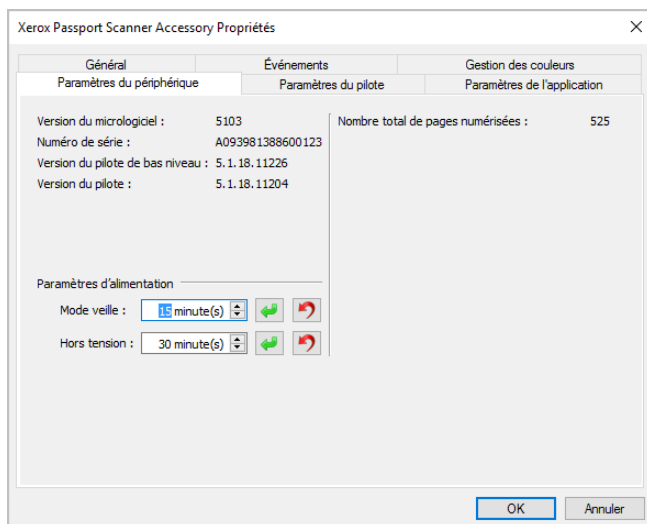 Xerox Passport Scanner Accessory Propriétés
Général
Événements
Gestion des couleurs
Paramètres du périphérique
Paramètres du pilote
Paramètres de l'application
Version du micrologiciel : 5103
Numéro de série : A093981388600123
Version du pilote de bas niveau : 5.1.18.11226
Version du pilote : 5.1.18.11204
Nombre total de pages numérisées : 525
Paramètres d'alimentation
Mode veille : 15 minute(s)
Hors tension : 30 minute(s)
OK
Annuler